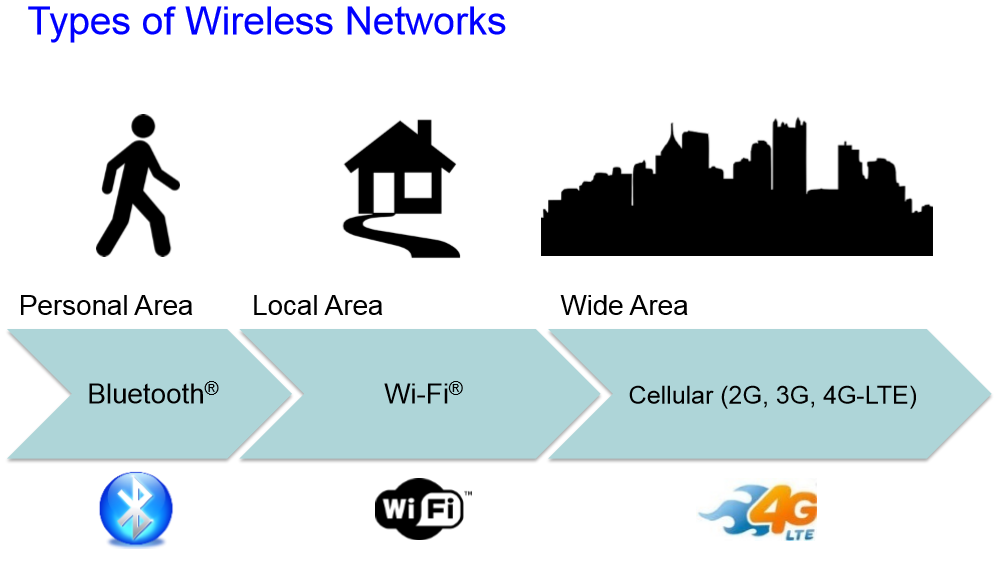 Types of Wireless Networks
Personal Area
Local Area
Wide Area
Bluetooth®
Wi-Fi®
Cellular (2G, 3G, 4G-LTE)
Wi Fi™
4G
LTE